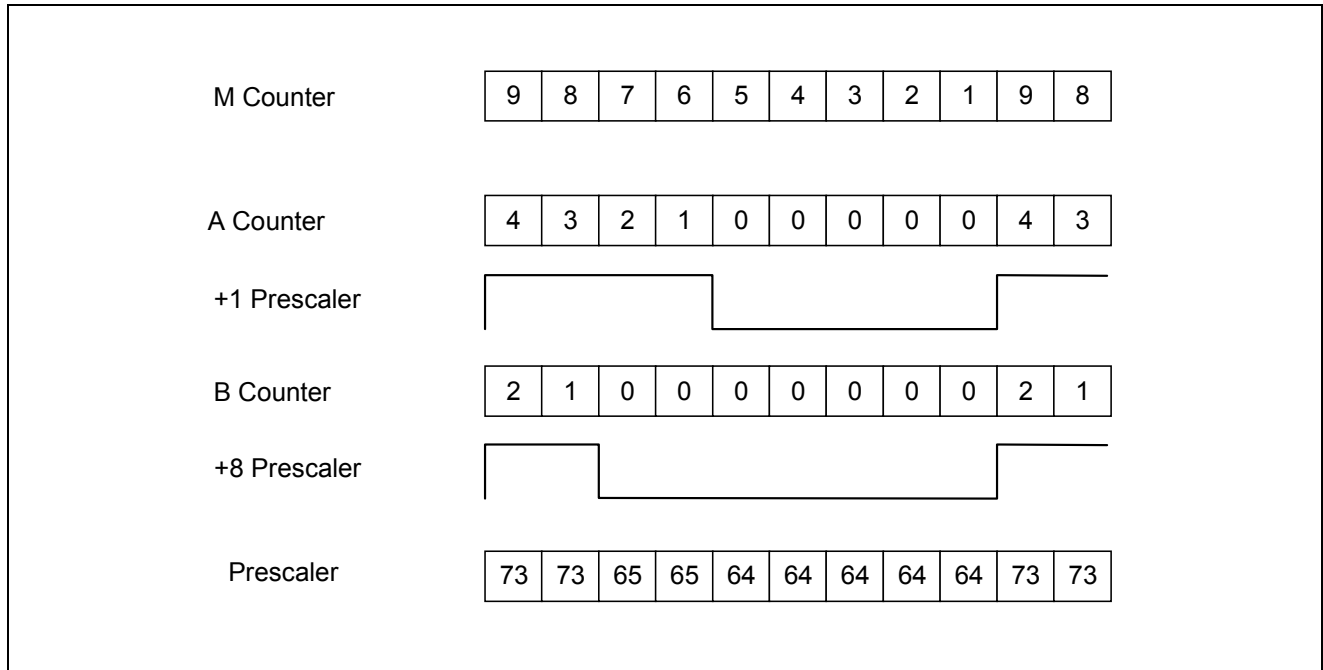 M Counter 9 8 7 6 5 4 3 2 1 9 8
A Counter 4 3 2 1 0 0 0 0 0 4 3
+1 Prescaler
B Counter 2 1 0 0 0 0 0 0 0 2 1
+8 Prescaler
Prescaler 73 73 65 65 64 64 64 64 64 73 73